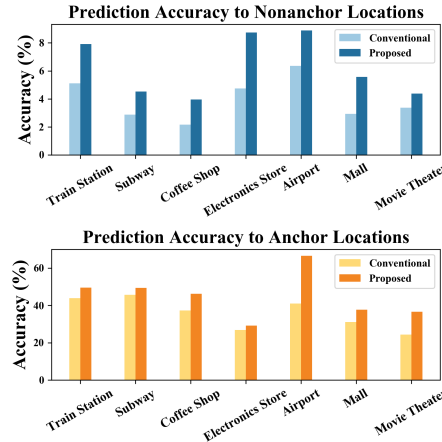 Prediction Accuracy to Nonanchor Locations
Accuracy (%)
8
6
4
2
0
Conventional
Proposed
Train Station
Subway
Coffee Shop
Electronics Store
Airport
Mall
Movie Theater
Prediction Accuracy to Anchor Locations
Accuracy (%)
60
40
20
0
Conventional
Proposed
Train Station
Subway
Coffee Shop
Electronics Store
Airport
Mall
Movie Theater